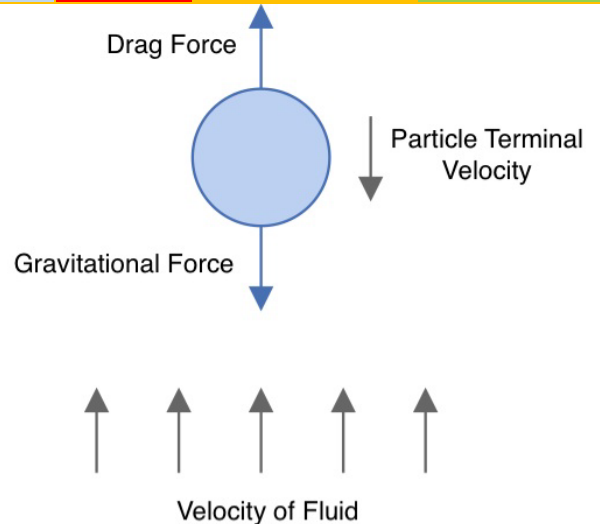 Drag Force
Particle Terminal
Velocity
Gravitational Force
Velocity of Fluid